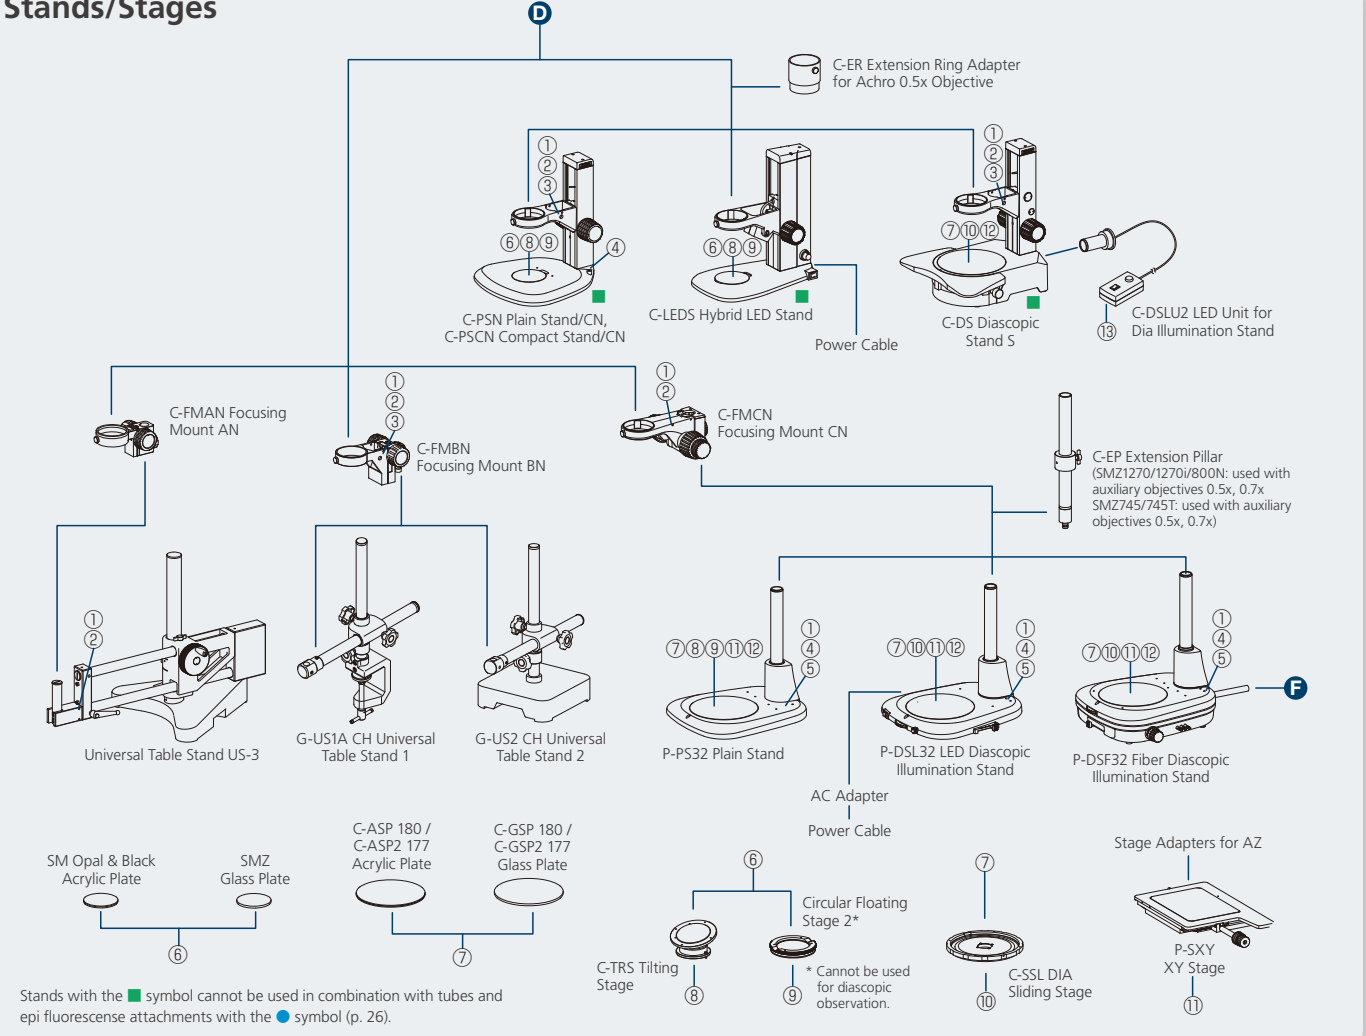 Stands/Stages
D
C-ER Extension Ring Adapter
for Achro 0.5x Objective
①
②
③
⑥⑧⑨
④
C-PSN Plain Stand/CN,
C-PSCN Compact Stand/CN
⑥⑧⑨
C-LEDS Hybrid LED Stand
Power Cable
①
②
③
⑦⑩⑫
C-DS Diascopic
Stand S
⑬
C-DSLU2 LED Unit for
Dia Illumination Stand
C-FMAN Focusing
Mount AN
①
②
③
C-FMBN
Focusing Mount BN
①
②
C-FMCN
Focusing Mount CN
C-EP Extension Pillar
(SMZ1270/1270i/800N: used with
auxiliary objectives 0.5x, 0.7x
SMZ745/745T: used with auxiliary
objectives 0.5x, 0.7x)
①
②
Universal Table Stand US-3
G-US1A CH Universal
Table Stand 1
G-US2 CH Universal
Table Stand 2
⑦⑧⑨⑪⑫
①
④
⑤
P-PS32 Plain Stand
⑦⑩⑪⑫
①
④
⑤
P-DSL32 LED Diascopic
Illumination Stand
AC Adapter
Power Cable
⑦⑩⑪⑫
①
④
⑤
F
P-DSF32 Fiber Diascopic
Illumination Stand
SM Opal & Black
Acrylic Plate
SMZ
Glass Plate
⑥
C-ASP 180 /
C-ASP2 177
Acrylic Plate
C-GSP 180 /
C-GSP2 177
Glass Plate
⑦
⑥
C-TRS Tilting
Stage
⑧
Circular Floating
Stage 2*
⑨
* Cannot be used
for diascopic
observation.
⑦
C-SSL DIA
Sliding Stage
⑩
Stage Adapters for AZ
P-SXY
XY Stage
⑪
Stands with the ■ symbol cannot be used in combination with tubes and
epi fluorescense attachments with the ● symbol (p. 26).